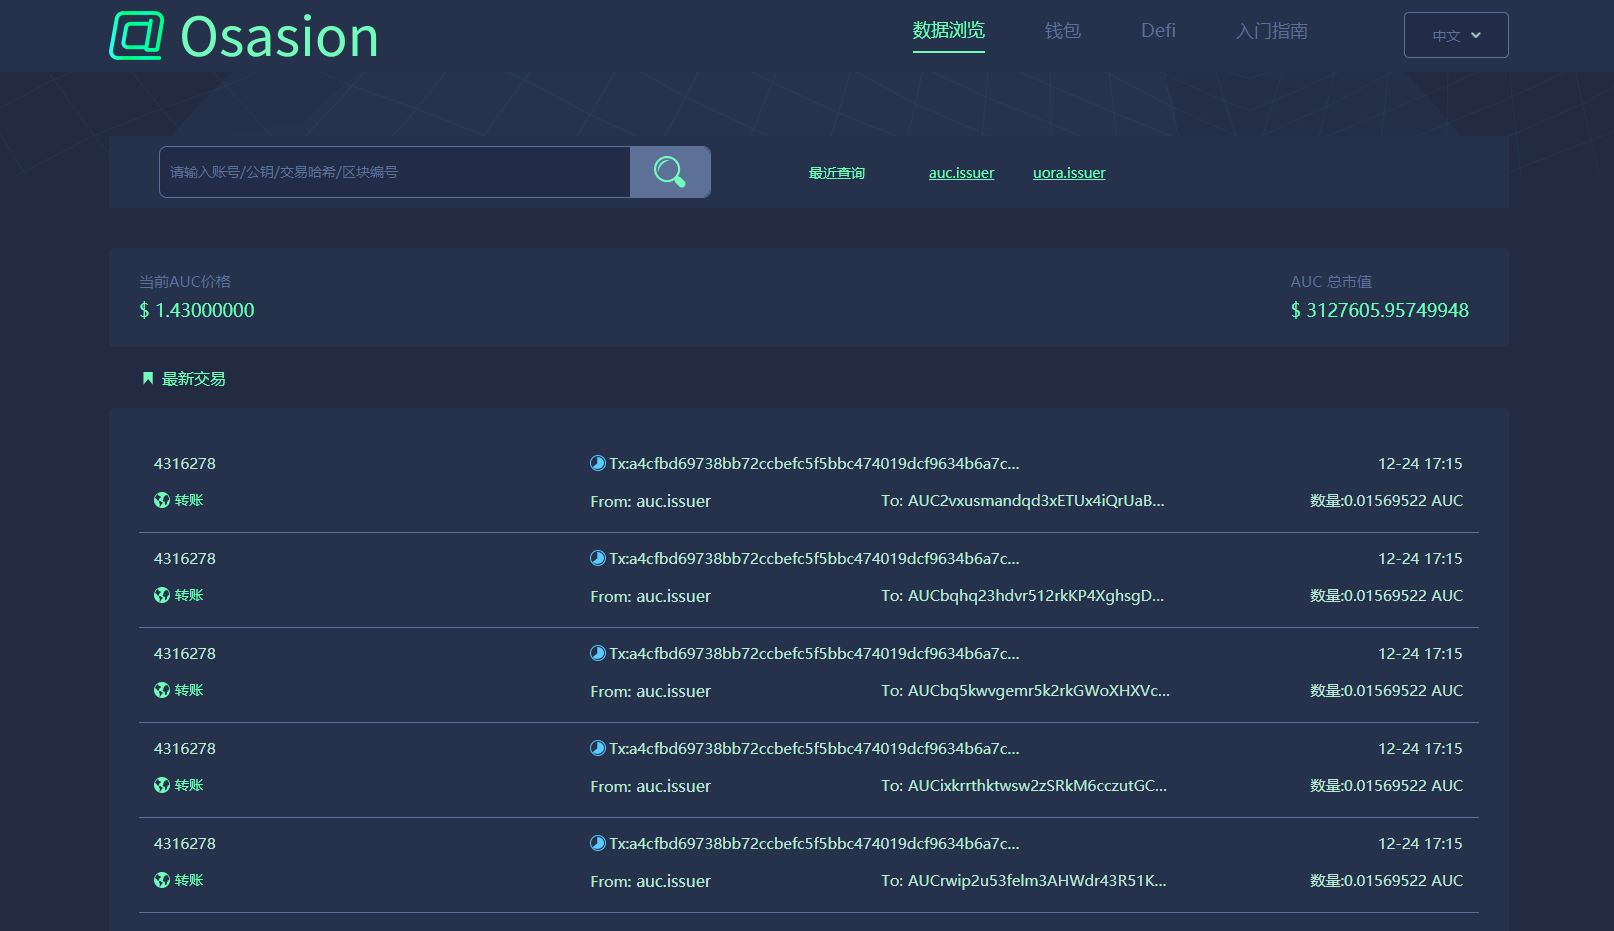 Osasion
数据浏览 钱包 Defi 入门指南 中文
请输入账号/公钥/交易哈希/区块编号 最近查询 auc.issuer uora.issuer
当前AUC价格 AUC 总市值
$ 1.43000000 $ 3127605.95749948
最新交易
4316278 Tx:a4cfbd69738bb72ccbefc5f5bbc474019dcf9634b6a7c... 12-24 17:15
转账 From: auc.issuer To: AUC2vxusmandqd3xETUx4iQrUaB... 数量:0.01569522 AUC
4316278 Tx:a4cfbd69738bb72ccbefc5f5bbc474019dcf9634b6a7c... 12-24 17:15
转账 From: auc.issuer To: AUCbqhq23hdvr512rkKP4XghsgD... 数量:0.01569522 AUC
4316278 Tx:a4cfbd69738bb72ccbefc5f5bbc474019dcf9634b6a7c... 12-24 17:15
转账 From: auc.issuer To: AUCbq5kwvgemr5k2rkGWoXHXVc... 数量:0.01569522 AUC
4316278 Tx:a4cfbd69738bb72ccbefc5f5bbc474019dcf9634b6a7c... 12-24 17:15
转账 From: auc.issuer To: AUCixkrrthktwsw2zSRkM6cczutGC... 数量:0.01569522 AUC
4316278 Tx:a4cfbd69738bb72ccbefc5f5bbc474019dcf9634b6a7c... 12-24 17:15
转账 From: auc.issuer To: AUCrwip2u53felm3AHWdr43R51K... 数量:0.01569522 AUC